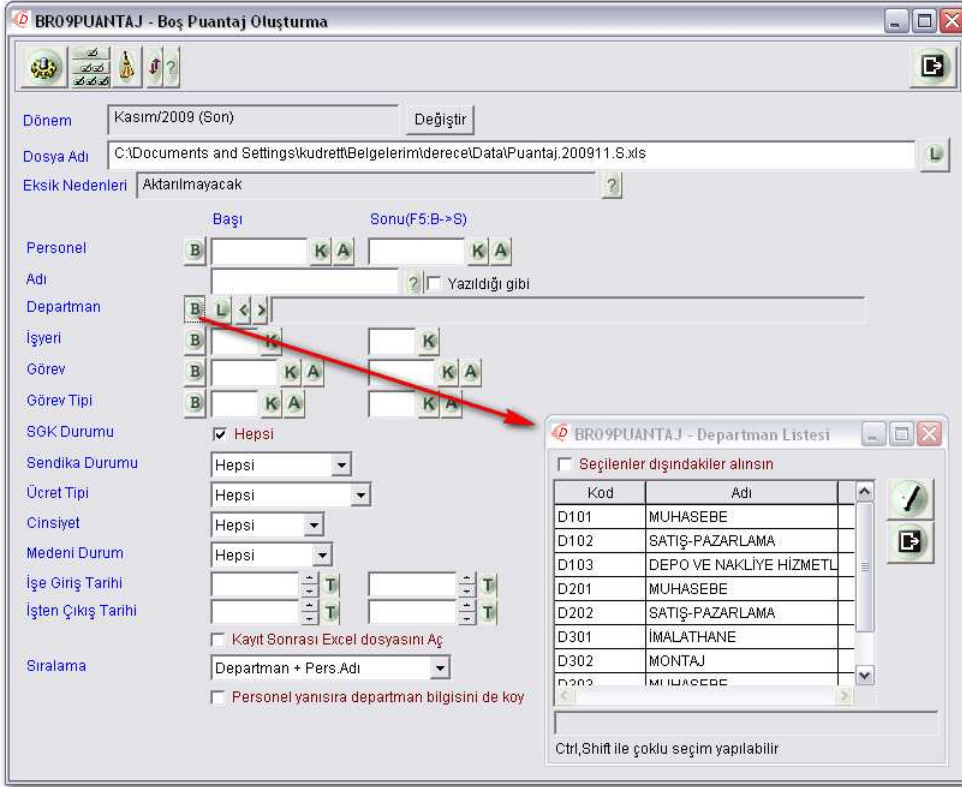 BR09PUANTAJ - Boş Puantaj Oluşturma
Dönem Kasım/2009 (Son) Değiştir
Dosya Adı C:\Documents and Settings\kudrett\Belgelerim\derece\Data\Puantaj.200911.S.xls L
Eksik Nedenleri Aktarılmayacak ?
Başı Sonu(F5:B->S)
Personel B K A K A
Adı ? Yazıldığı gibi
Departman B L < >
İşyeri B K K
Görev B K A K A
Görev Tipi B K A K A
SGK Durumu Hepsi
Sendika Durumu Hepsi
Ücret Tipi Hepsi
Cinsiyet Hepsi
Medeni Durum Hepsi
İşe Giriş Tarihi T T
İşten Çıkış Tarihi T T
Kayıt Sonrası Excel dosyasını Aç
Sıralama Departman + Pers.Adı
Personel yanısıra departman bilgisini de koy
BR09PUANTAJ - Departman Listesi
Seçilenler dışındakiler alınsın
Kod Adı
D101 MUHASEBE
D102 SATIŞ-PAZARLAMA
D103 DEPO VE NAKLİYE HİZMETL
D201 MUHASEBE
D202 SATIŞ-PAZARLAMA
D301 İMALATHANE
D302 MONTAJ
D303 MUHASEBE
Ctrl,Shift ile çoklu seçim yapılabilir